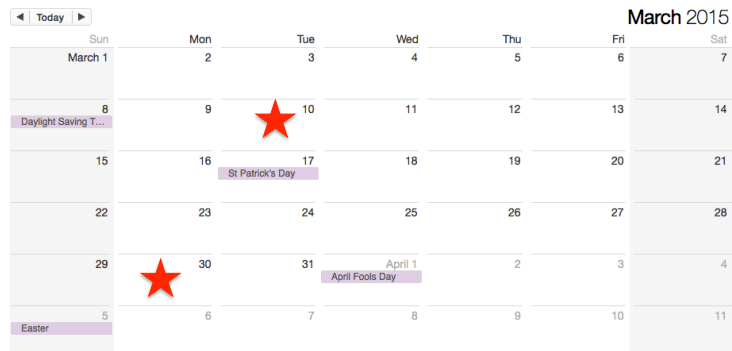 Today March 2015
Sun Mon Tue Wed Thu Fri Sat
March 1 2 3 4 5 6 7
8 9 10 11 12 13 14
Daylight Saving T...
15 16 17 18 19 20 21
St Patrick's Day
22 23 24 25 26 27 28
29 30 31 April 1 2 3 4
April Fools Day
5 6 7 8 9 10 11
Easter